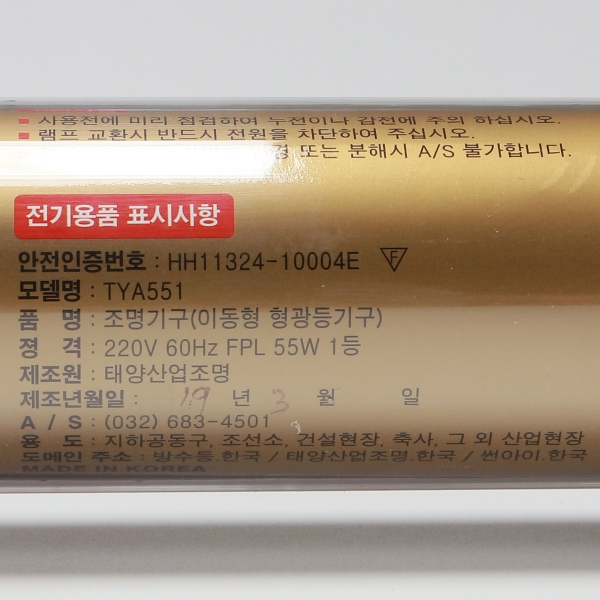 ■ 사용전에 미리 점검하여 누전이나 감전에 주의 하십시오.
■ 램프 교환시 반드시 전원을 차단하여 주십시오.
또는 분해시 A/S 불가합니다.
전기용품 표시사항
안전인증번호 : HH11324-10004E F
모델명 : TYA551
품 명 : 조명기구(이동형 형광등기구)
정 격 : 220V 60Hz FPL 55W 1등
제조원 : 태양산업조명
제조년월일 : 19 년 3 월 일
A / S : (032) 683-4501
용 도 : 지하공동구, 조선소, 건설현장, 축사, 그 외 산업현장
도메인 주소 : 방수등.한국 / 태양산업조명.한국 / 썬아이.한국
MADE IN KOREA